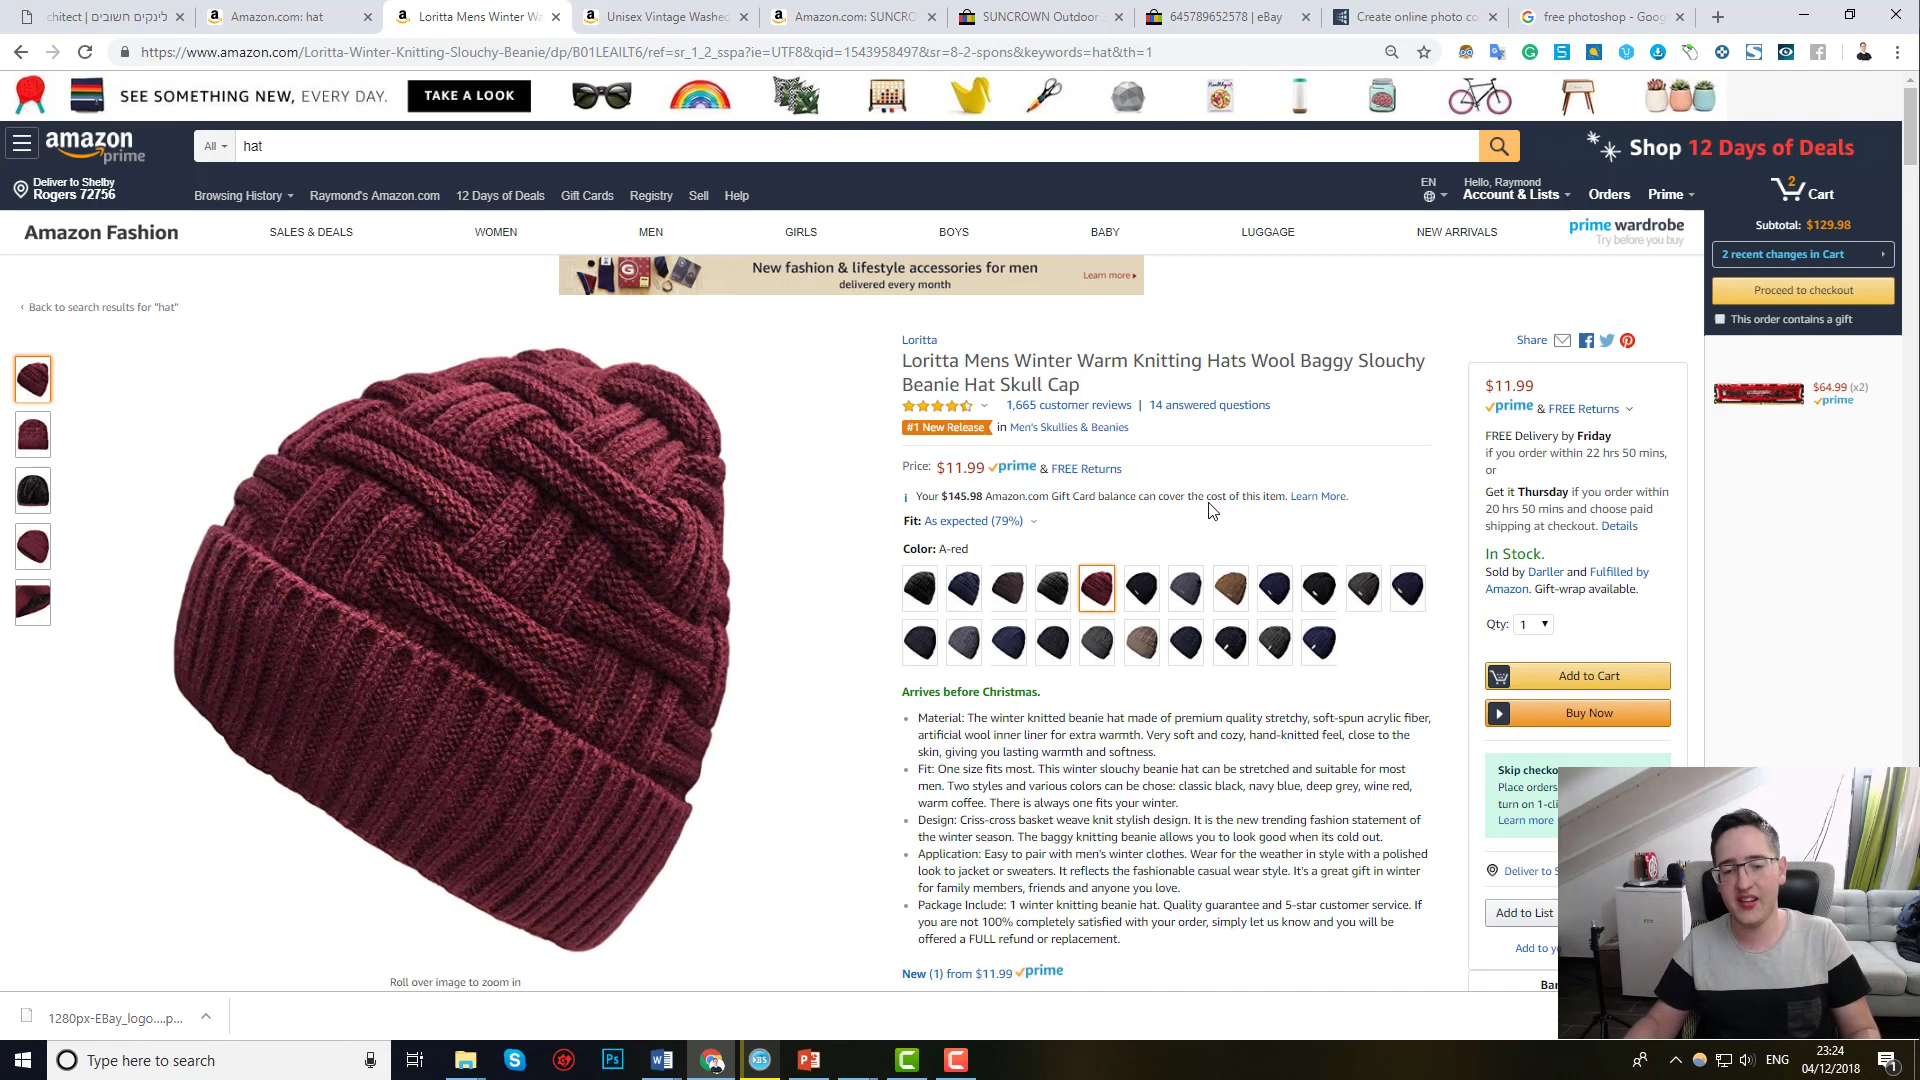 chitect | לינקים חשובים
Amazon.com: hat
Loritta Mens Winter Wa
Unisex Vintage Washed
Amazon.com: SUNCRO
SUNCROWN Outdoor
645789652578 | eBay
Create online photo co
free photoshop - Goog
https://www.amazon.com/Loritta-Winter-Knitting-Slouchy-Beanie/dp/B01LEAILT6/ref=sr_1_2_sspa?ie=UTF8&qid=1543958497&sr=8-2-spons&keywords=hat&th=1
SEE SOMETHING NEW, EVERY DAY.
TAKE A LOOK
amazon
prime
All
hat
Shop 12 Days of Deals
Deliver to Shelby
Rogers 72756
Browsing History
Raymond's Amazon.com
12 Days of Deals
Gift Cards
Registry
Sell
Help
EN
Hello, Raymond
Account & Lists
Orders
Prime
2
Cart
Amazon Fashion
SALES & DEALS
WOMEN
MEN
GIRLS
BOYS
BABY
LUGGAGE
NEW ARRIVALS
prime wardrobe
Try before you buy
Subtotal: $129.98
2 recent changes in Cart
Proceed to checkout
This order contains a gift
$64.99 (x2)
prime
New fashion & lifestyle accessories for men
delivered every month
Learn more
‹ Back to search results for "hat"
Loritta
Loritta Mens Winter Warm Knitting Hats Wool Baggy Slouchy
Beanie Hat Skull Cap
1,665 customer reviews | 14 answered questions
#1 New Release in Men's Skullies & Beanies
Price: $11.99 prime & FREE Returns
Your $145.98 Amazon.com Gift Card balance can cover the cost of this item. Learn More.
Fit: As expected (79%)
Color: A-red
Arrives before Christmas.
Material: The winter knitted beanie hat made of premium quality stretchy, soft-spun acrylic fiber,
artificial wool inner liner for extra warmth. Very soft and cozy, hand-knitted feel, close to the
skin, giving you lasting warmth and softness.
Fit: One size fits most. This winter slouchy beanie hat can be stretched and suitable for most
men. Two styles and various colors can be chose: classic black, navy blue, deep grey, wine red,
warm coffee. There is always one fits your winter.
Design: Criss-cross basket weave knit stylish design. It is the new trending fashion statement of
the winter season. The baggy knitting beanie allows you to look good when its cold out.
Application: Easy to pair with men's winter clothes. Wear for the weather in style with a polished
look to jacket or sweaters. It reflects the fashionable casual wear style. It's a great gift in winter
for family members, friends and anyone you love.
Package Include: 1 winter knitting beanie hat. Quality guarantee and 5-star customer service. If
you are not 100% completely satisfied with your order, simply let us know and you will be
offered a FULL refund or replacement.
New (1) from $11.99 prime
Roll over image to zoom in
Share
$11.99
prime & FREE Returns
FREE Delivery by Friday
if you order within 22 hrs 50 mins,
or
Get it Thursday if you order within
20 hrs 50 mins and choose paid
shipping at checkout. Details
In Stock.
Sold by Darller and Fulfilled by
Amazon. Gift-wrap available.
Qty: 1
Add to Cart
Buy Now
Skip checko
Place orders
turn on 1-cli
Learn more
Deliver to S
Add to List
Add to yo
Bar
1280px-EBay_logo....p...
Type here to search
ENG
23:24
04/12/2018
1